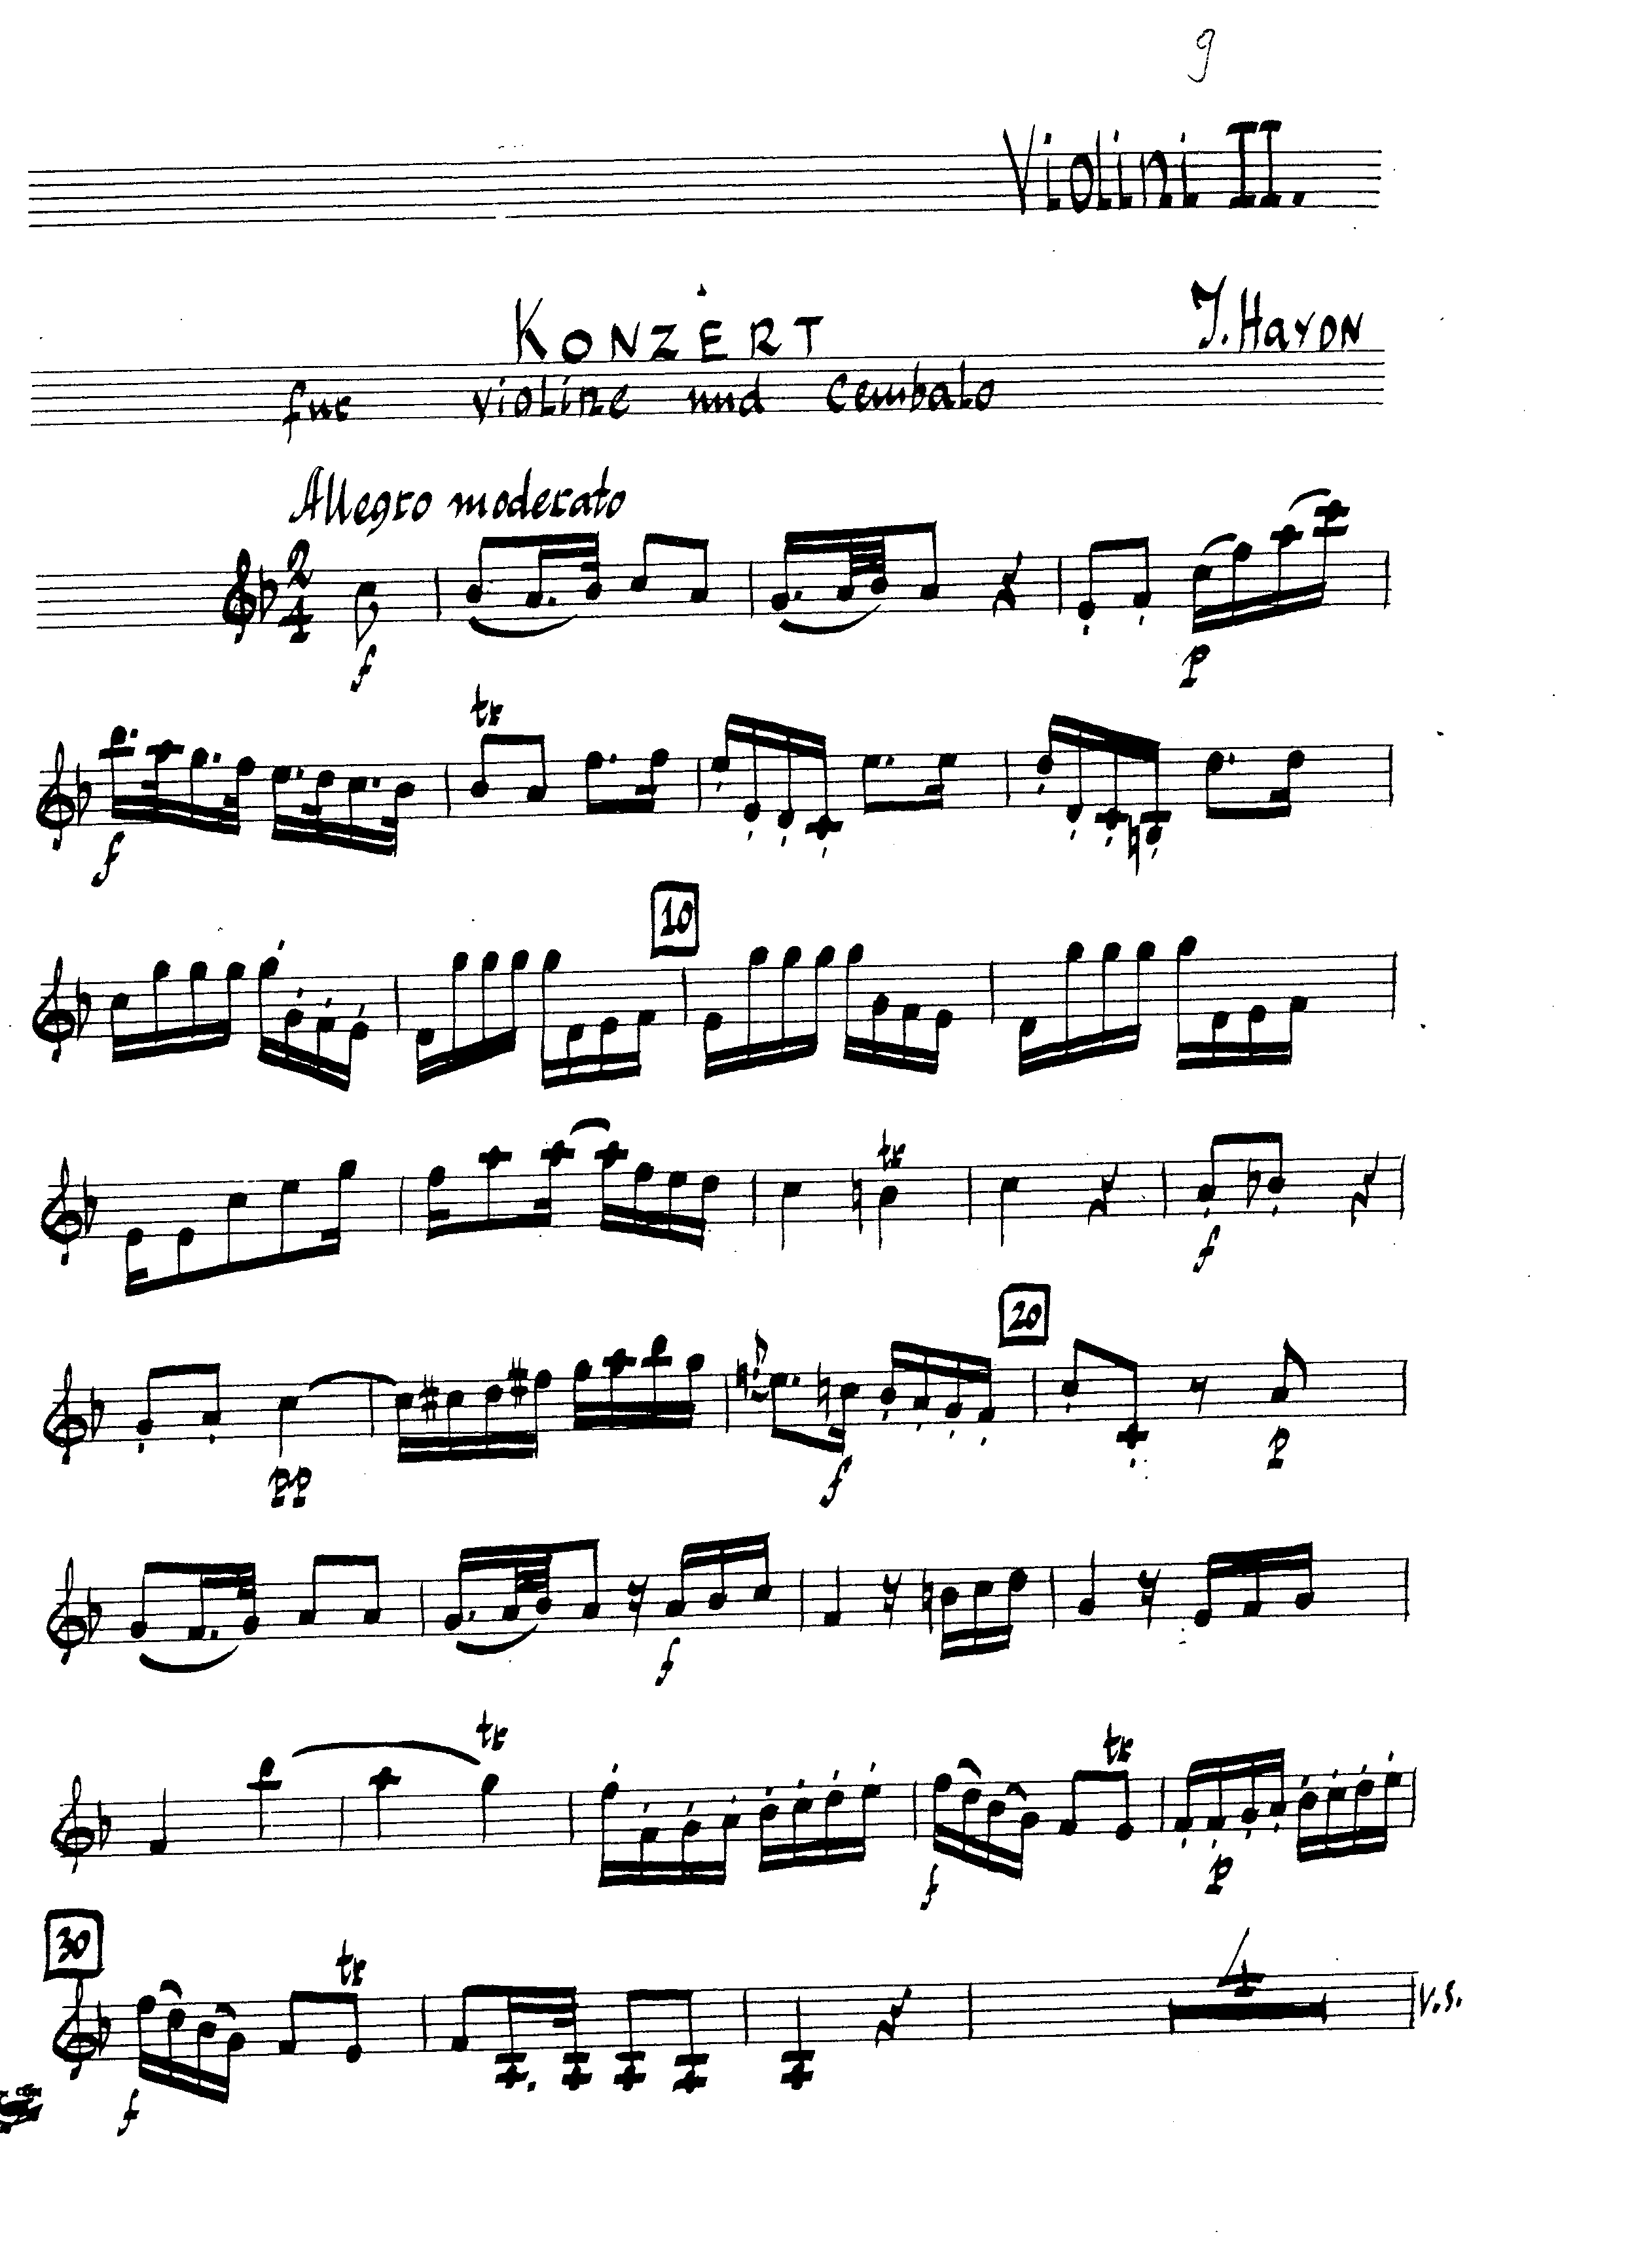 9
Violini II.
KONZERT
J. HAYDN
fur violine und Cembalo
Allegro moderato
2
4
f
p
tr
f
10
tr
f
20
pp
f
p
f
tr
tr
f
p
30
tr
f
4
v.s.